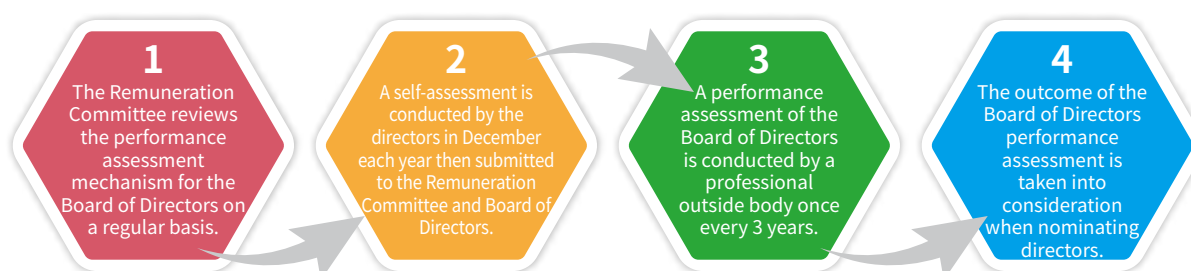 1
The Remuneration
Committee reviews
the performance
assessment
mechanism for the
Board of Directors on
a regular basis.
2
A self-assessment is
conducted by the
directors in December
each year then submitted
to the Remuneration
Committee and Board of
Directors.
3
A performance
assessment of the
Board of Directors
is conducted by a
professional
outside body once
every 3 years.
4
The outcome of the
Board of Directors
performance
assessment is
taken into
consideration
when nominating
directors.